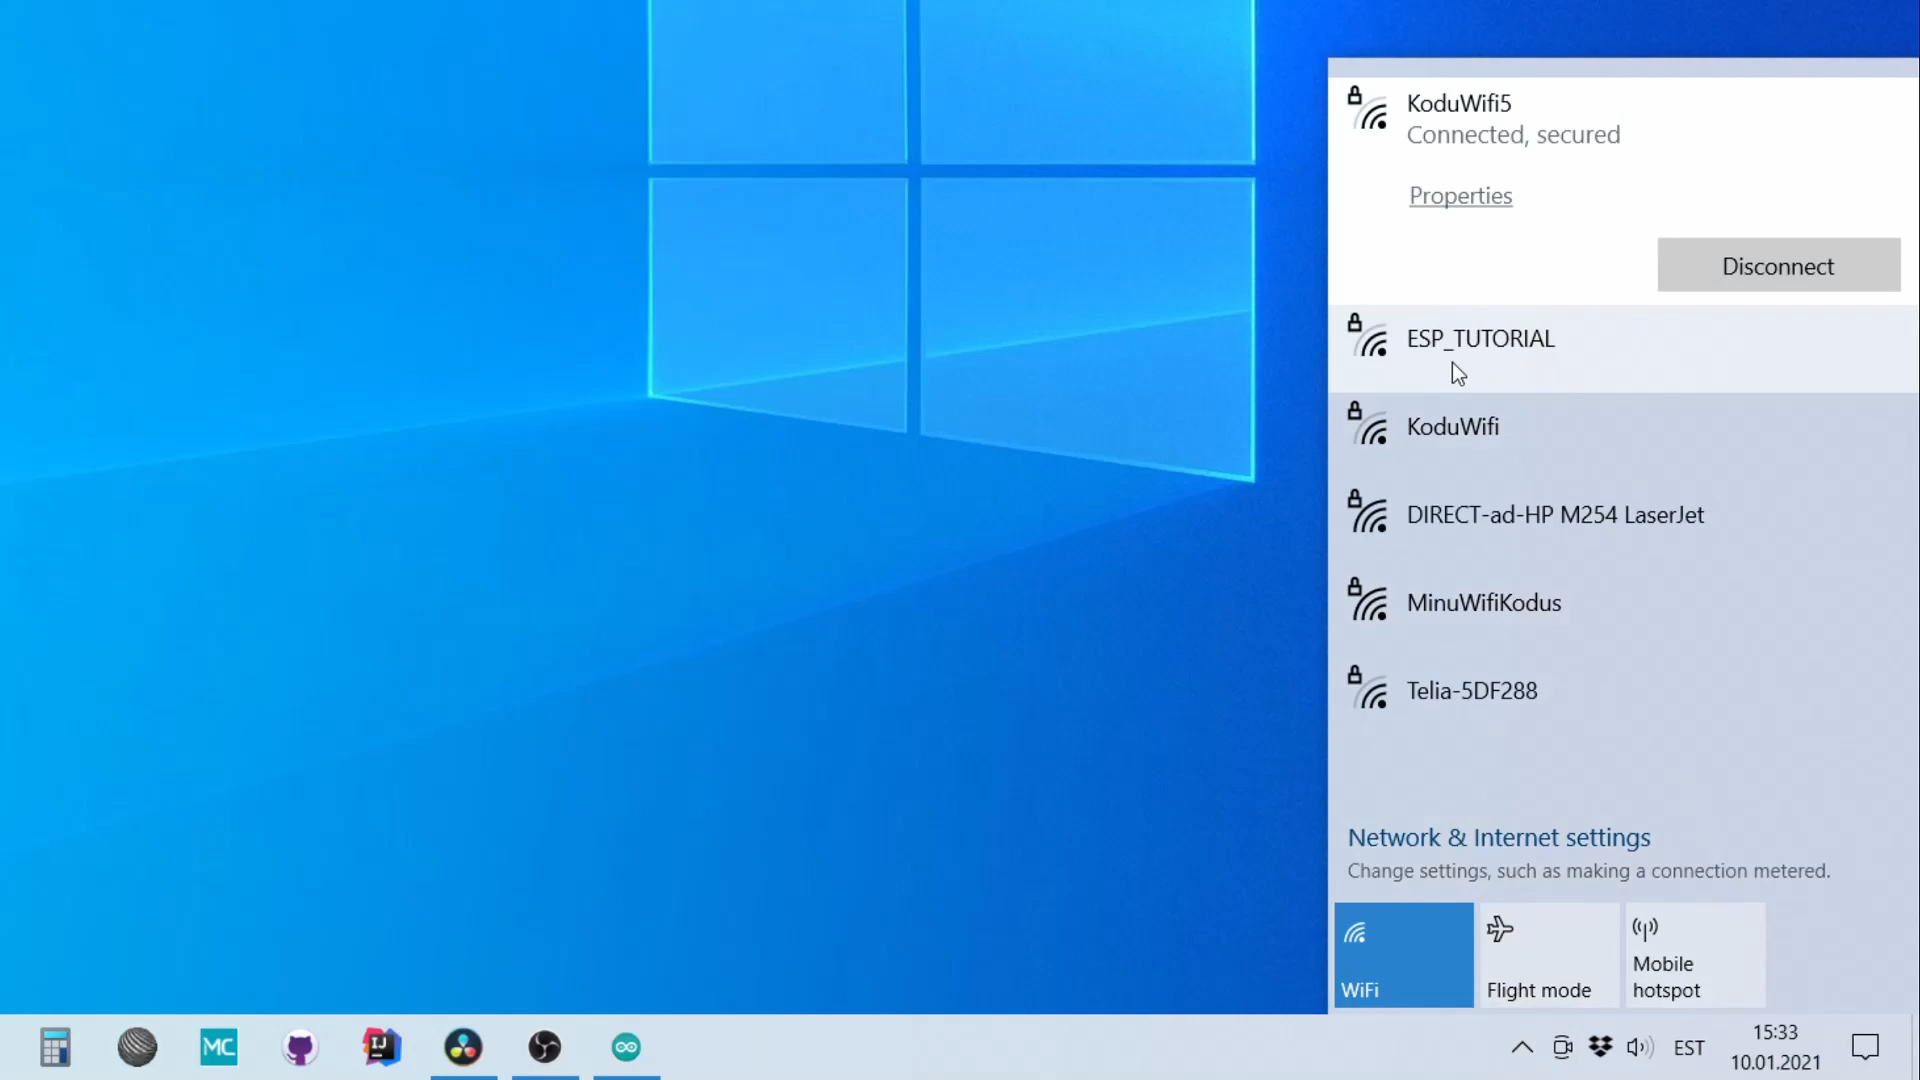 KoduWifi5
Connected, secured
Properties
Disconnect
ESP_TUTORIAL
KoduWifi
DIRECT-ad-HP M254 LaserJet
MinuWifiKodus
Telia-5DF288
Network & Internet settings
Change settings, such as making a connection metered.
WiFi
Flight mode
Mobile
hotspot
MC
IJ
EST
15:33
10.01.2021